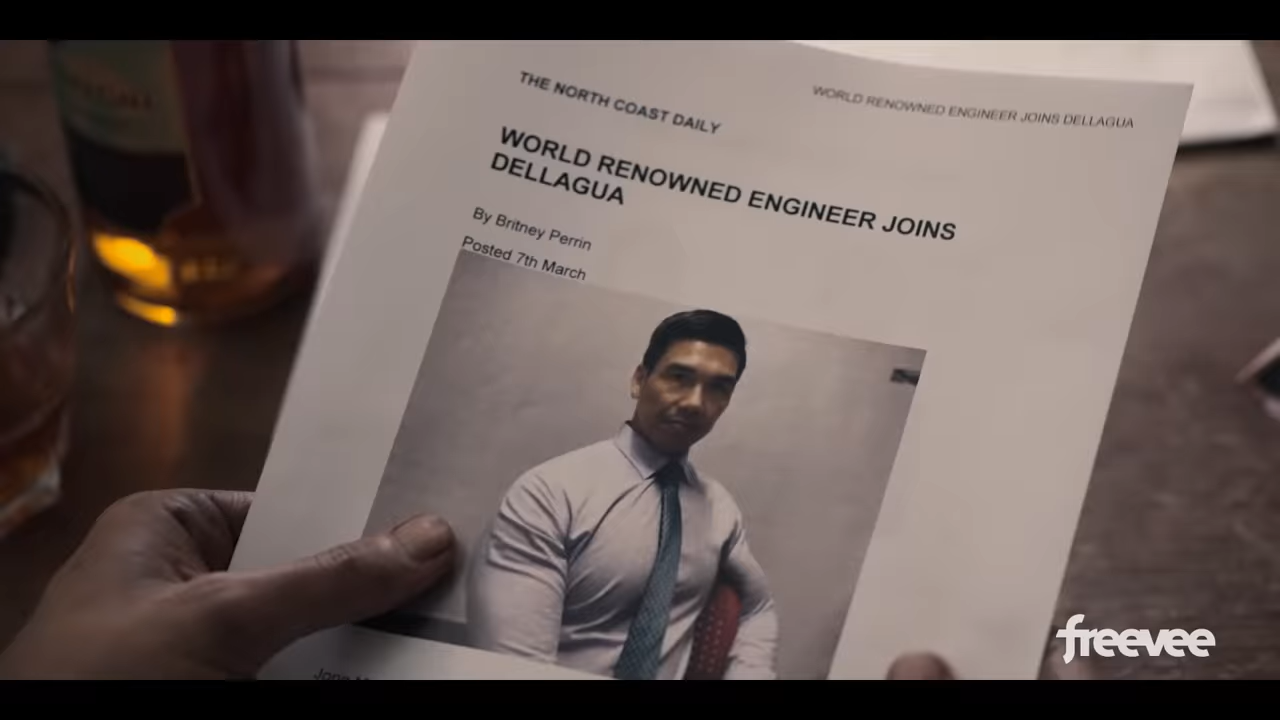 THE NORTH COAST DAILY
WORLD RENOWNED ENGINEER JOINS DELLAGUA
WORLD RENOWNED ENGINEER JOINS
DELLAGUA
By Britney Perrin
Posted 7th March
freevee